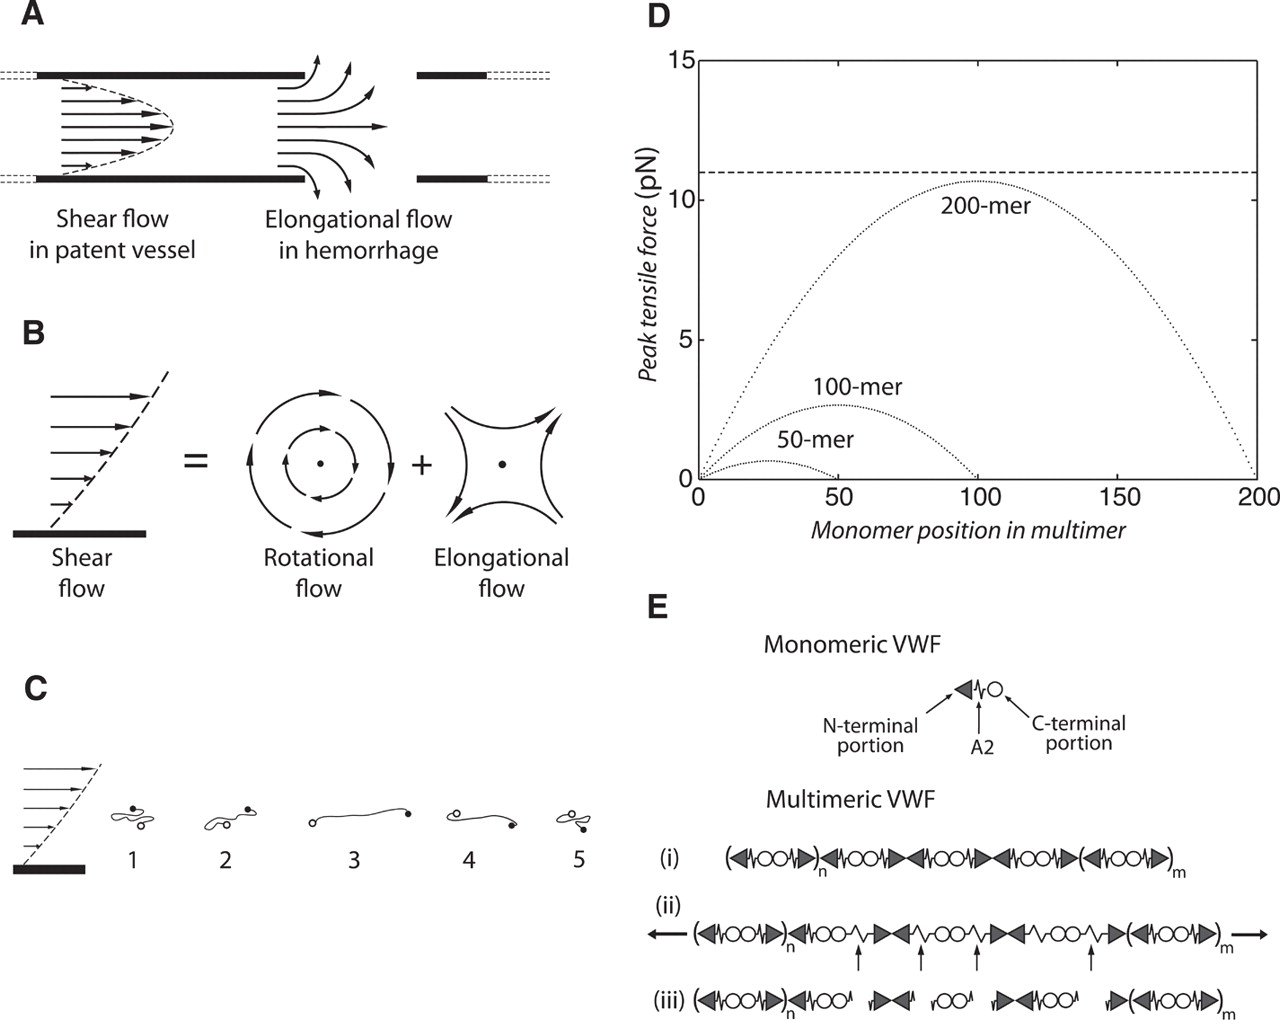 A
Shear flow
in patent vessel
Elongational flow
in hemorrhage
B
=
+
Shear
flow
Rotational
flow
Elongational
flow
C
1 2 3 4 5
D
15
10
5
0
Peak tensile force (pN)
200-mer
100-mer
50-mer
0 50 100 150 200
Monomer position in multimer
E
Monomeric VWF
N-terminal
portion
A2
C-terminal
portion
Multimeric VWF
(i) ( )n ( )m
(ii) ( )n ( )m
(iii) ( )n ( )m